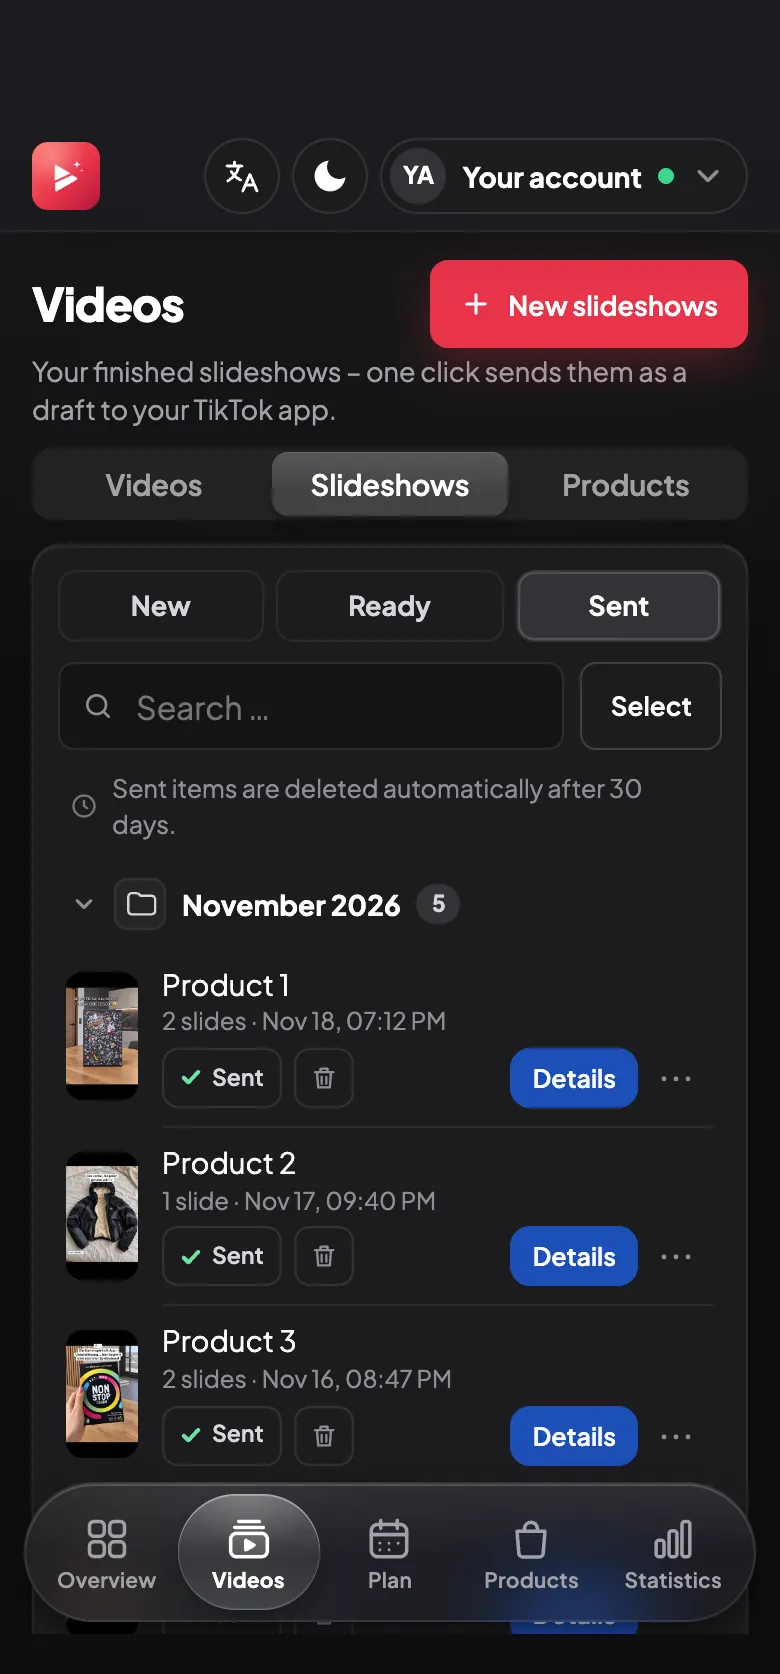 YA
Your account
Videos
New slideshows
Your finished slideshows – one click sends them as a
draft to your TikTok app.
Videos
Slideshows
Products
New
Ready
Sent
Search ...
Select
Sent items are deleted automatically after 30
days.
November 2026
5
Product 1
2 slides · Nov 18, 07:12 PM
Sent
Details
Product 2
1 slide · Nov 17, 09:40 PM
Sent
Details
Product 3
2 slides · Nov 16, 08:47 PM
NON
STOP
Sent
Details
Overview
Videos
Plan
Products
Statistics
Details